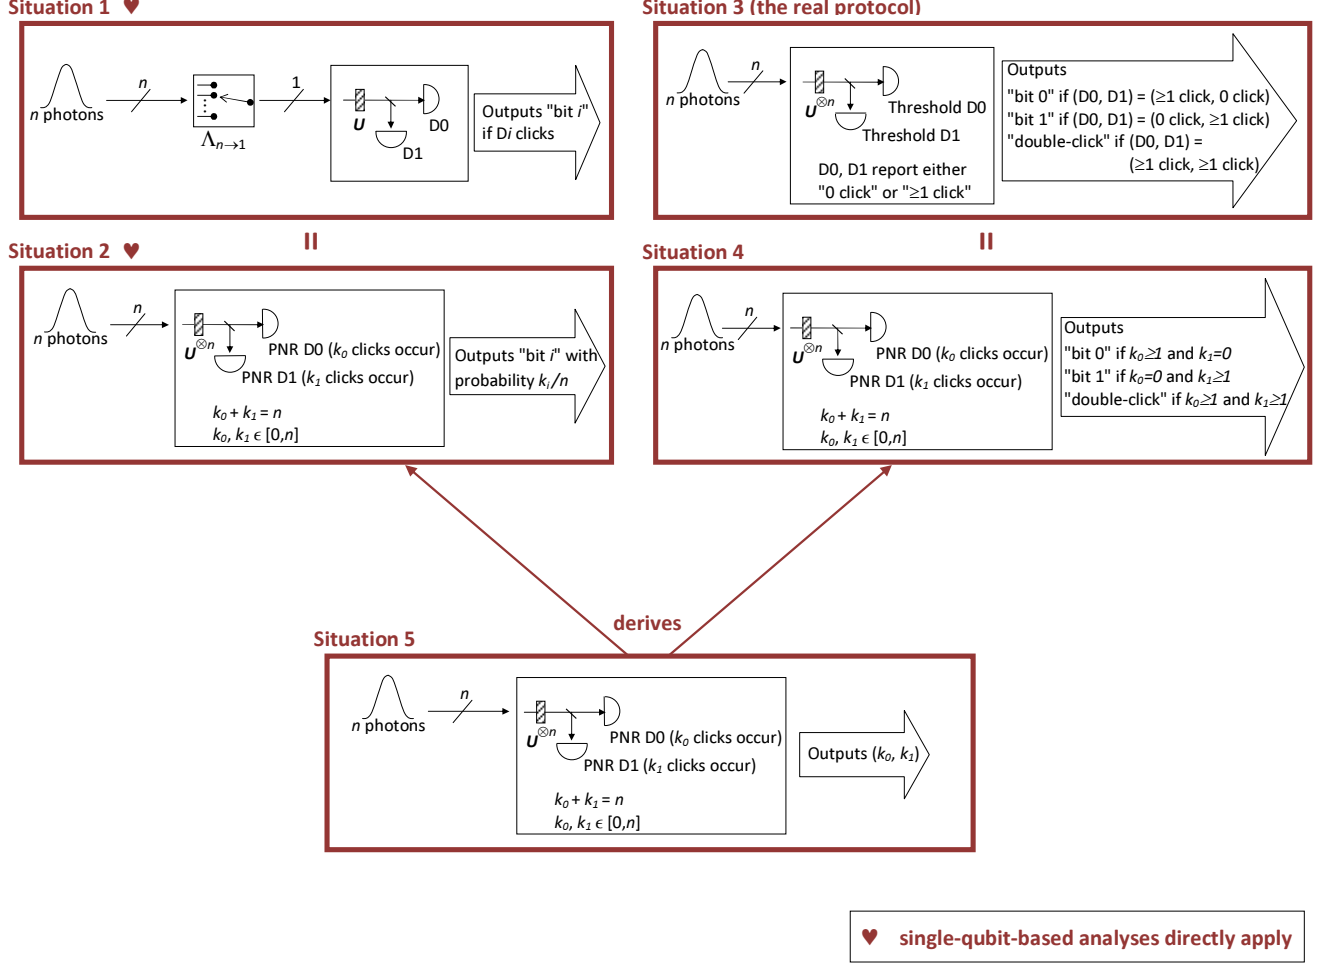 Situation 1 ♥
n photons
n
Λn→1
1
U
D0
D1
Outputs "bit i"
if Di clicks
Situation 3 (the real protocol)
n photons
n
U⊗n
Threshold D0
Threshold D1
D0, D1 report either
"0 click" or "≥1 click"
Outputs
"bit 0" if (D0, D1) = (≥1 click, 0 click)
"bit 1" if (D0, D1) = (0 click, ≥1 click)
"double-click" if (D0, D1) =
(≥1 click, ≥1 click)
=
=
Situation 2 ♥
n photons
n
U⊗n
PNR D0 (k0 clicks occur)
PNR D1 (k1 clicks occur)
k0 + k1 = n
k0, k1 ϵ [0,n]
Outputs "bit i" with
probability ki/n
Situation 4
n photons
n
U⊗n
PNR D0 (k0 clicks occur)
PNR D1 (k1 clicks occur)
k0 + k1 = n
k0, k1 ϵ [0,n]
Outputs
"bit 0" if k0≥1 and k1=0
"bit 1" if k0=0 and k1≥1
"double-click" if k0≥1 and k1≥1
derives
Situation 5
n photons
n
U⊗n
PNR D0 (k0 clicks occur)
PNR D1 (k1 clicks occur)
k0 + k1 = n
k0, k1 ϵ [0,n]
Outputs (k0, k1)
♥ single-qubit-based analyses directly apply